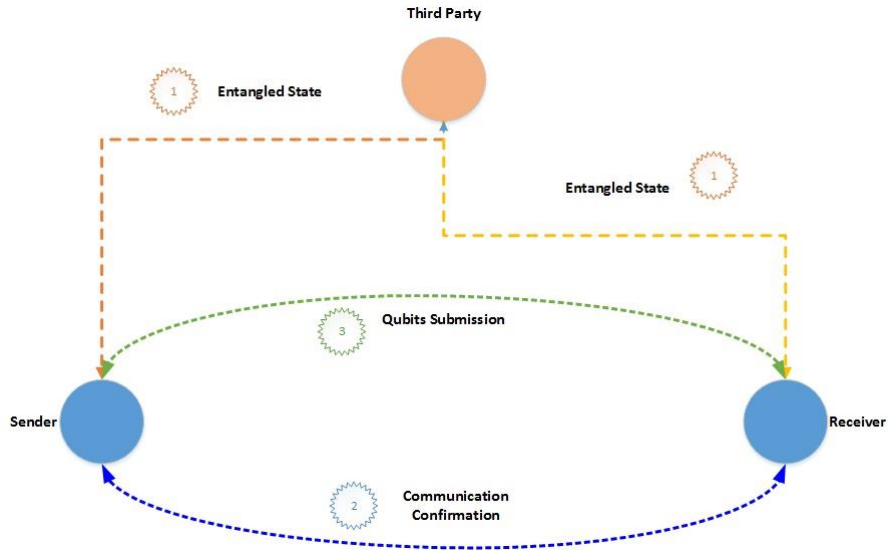 Third Party
1
Entangled State
Entangled State
1
Qubits Submission
3
Sender
Receiver
2
Communication
Confirmation